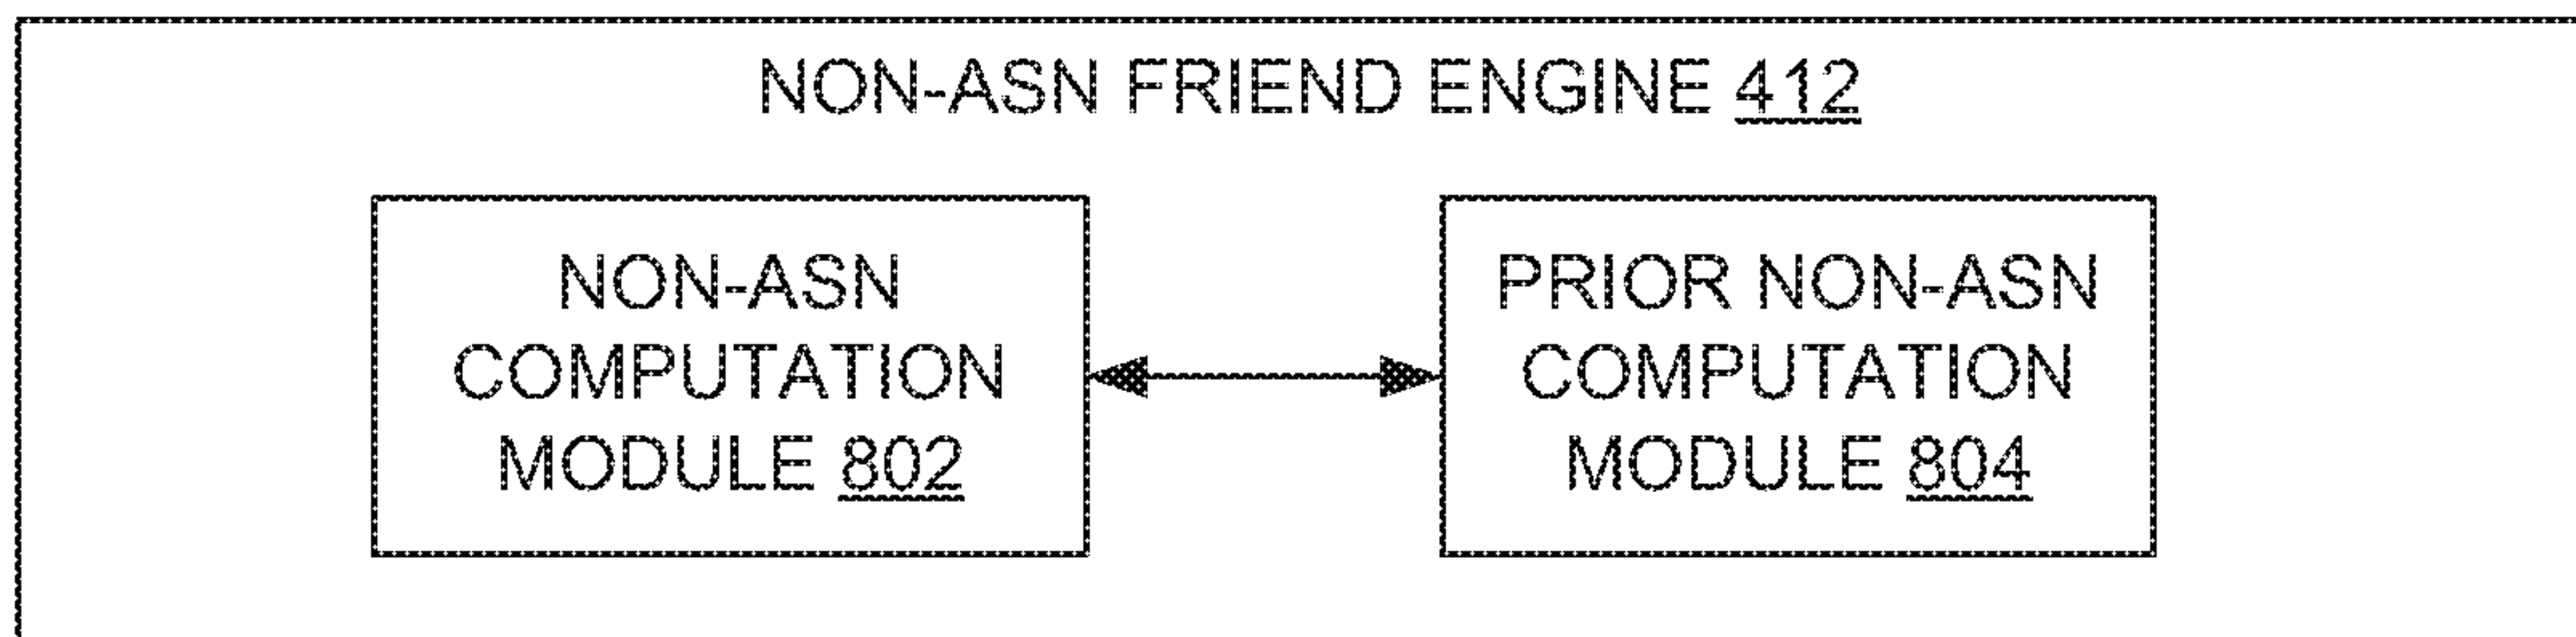 NON-ASN FRIEND ENGINE 412
NON-ASN
COMPUTATION
MODULE 802
PRIOR NON-ASN
COMPUTATION
MODULE 804